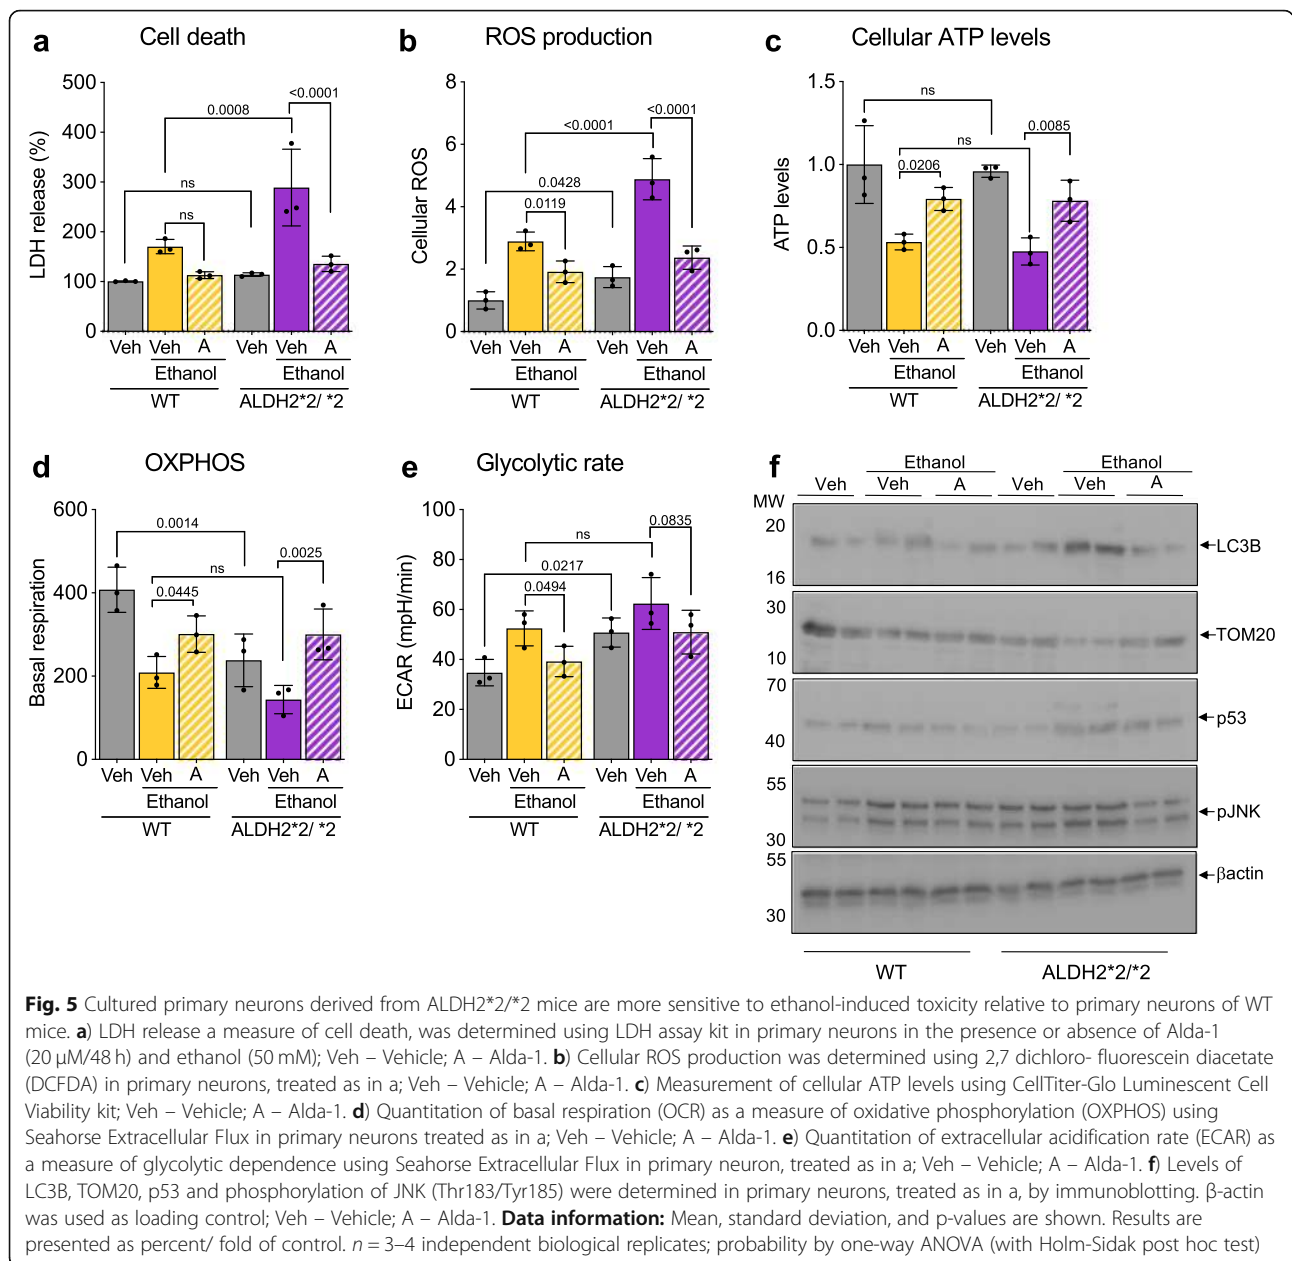 a Cell death
500
400
300
200
100
0
LDH release (%)
ns
ns
0.0008
<0.0001
Veh Veh A Veh Veh A
Ethanol Ethanol
WT ALDH2*2/ *2
b ROS production
8
6
4
2
0
Cellular ROS
0.0428
0.0119
<0.0001
<0.0001
Veh Veh A Veh Veh A
Ethanol Ethanol
WT ALDH2*2/ *2
c Cellular ATP levels
1.5
1.0
0.5
0.0
ATP levels
ns
ns
0.0206
0.0085
Veh Veh A Veh Veh A
Ethanol Ethanol
WT ALDH2*2/ *2
d OXPHOS
600
400
200
0
Basal respiration
0.0014
ns
0.0445
0.0025
Veh Veh A Veh Veh A
Ethanol Ethanol
WT ALDH2*2/ *2
e Glycolytic rate
100
80
60
40
20
0
ECAR (mpH/min)
ns
0.0217
0.0494
0.0835
Veh Veh A Veh Veh A
Ethanol Ethanol
WT ALDH2*2/ *2
f
Ethanol Ethanol
Veh Veh A Veh Veh A
MW
20
16
LC3B
30
10
TOM20
70
40
p53
55
30
pJNK
55
30
βactin
WT ALDH2*2/*2
Fig. 5 Cultured primary neurons derived from ALDH2*2/*2 mice are more sensitive to ethanol-induced toxicity relative to primary neurons of WT
mice. a) LDH release a measure of cell death, was determined using LDH assay kit in primary neurons in the presence or absence of Alda-1
(20 μM/48 h) and ethanol (50 mM); Veh – Vehicle; A – Alda-1. b) Cellular ROS production was determined using 2,7 dichloro- fluorescein diacetate
(DCFDA) in primary neurons, treated as in a; Veh – Vehicle; A – Alda-1. c) Measurement of cellular ATP levels using CellTiter-Glo Luminescent Cell
Viability kit; Veh – Vehicle; A – Alda-1. d) Quantitation of basal respiration (OCR) as a measure of oxidative phosphorylation (OXPHOS) using
Seahorse Extracellular Flux in primary neurons treated as in a; Veh – Vehicle; A – Alda-1. e) Quantitation of extracellular acidification rate (ECAR) as
a measure of glycolytic dependence using Seahorse Extracellular Flux in primary neuron, treated as in a; Veh – Vehicle; A – Alda-1. f) Levels of
LC3B, TOM20, p53 and phosphorylation of JNK (Thr183/Tyr185) were determined in primary neurons, treated as in a, by immunoblotting. β-actin
was used as loading control; Veh – Vehicle; A – Alda-1. Data information: Mean, standard deviation, and p-values are shown. Results are
presented as percent/ fold of control. n = 3–4 independent biological replicates; probability by one-way ANOVA (with Holm-Sidak post hoc test)